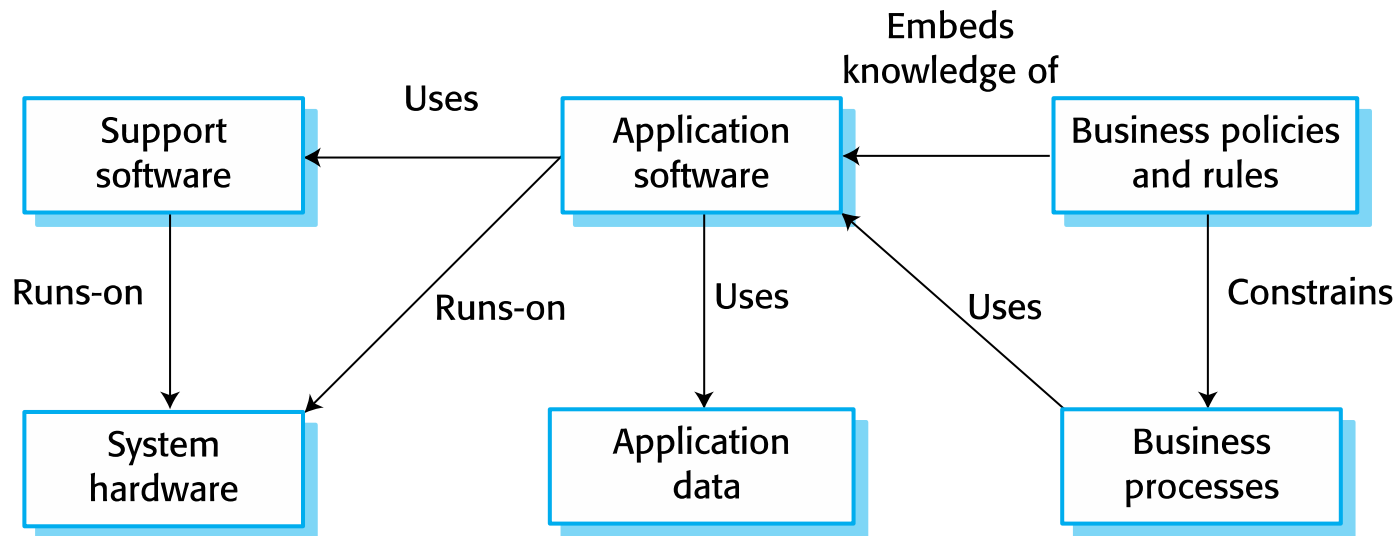 Embeds
knowledge of
Uses
Support
software
Application
software
Business policies
and rules
Runs-on
Runs-on
Uses
Uses
Constrains
System
hardware
Application
data
Business
processes